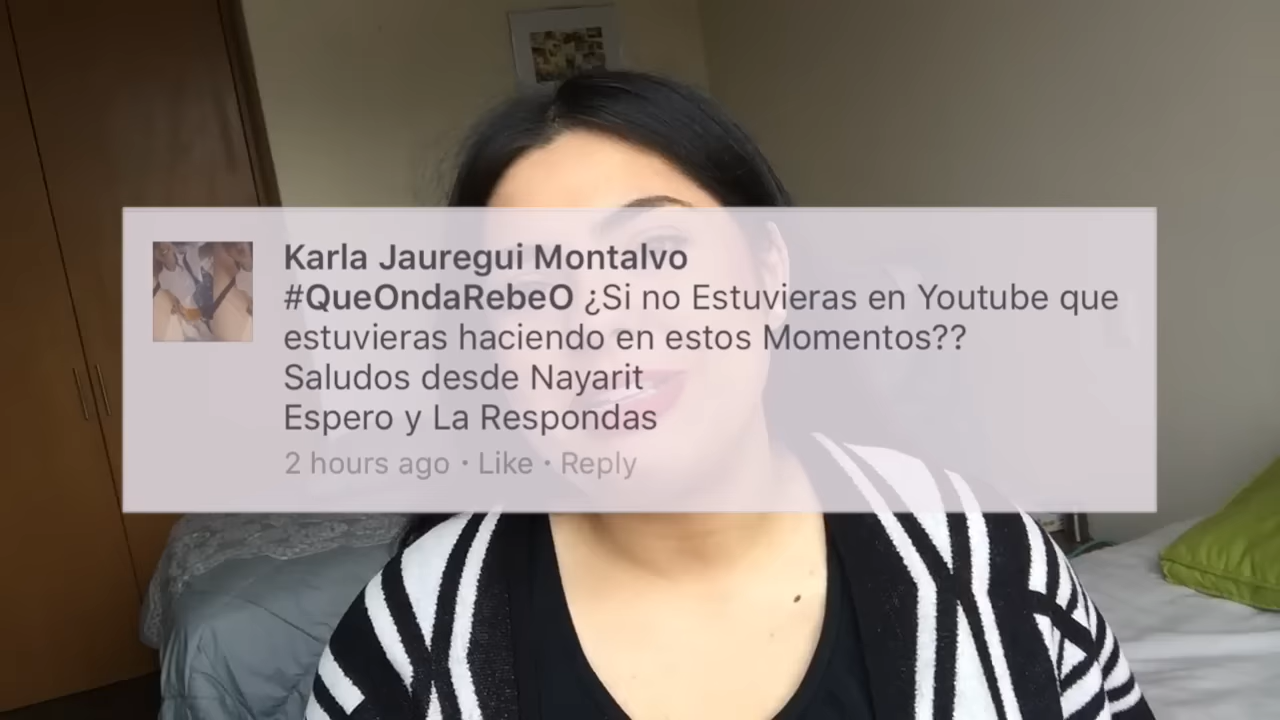 Karla Jauregui Montalvo
#QueOndaRebeO ¿Si no Estuvieras en Youtube que
estuvieras haciendo en estos Momentos??
Saludos desde Nayarit
Espero y La Respondas
2 hours ago · Like · Reply